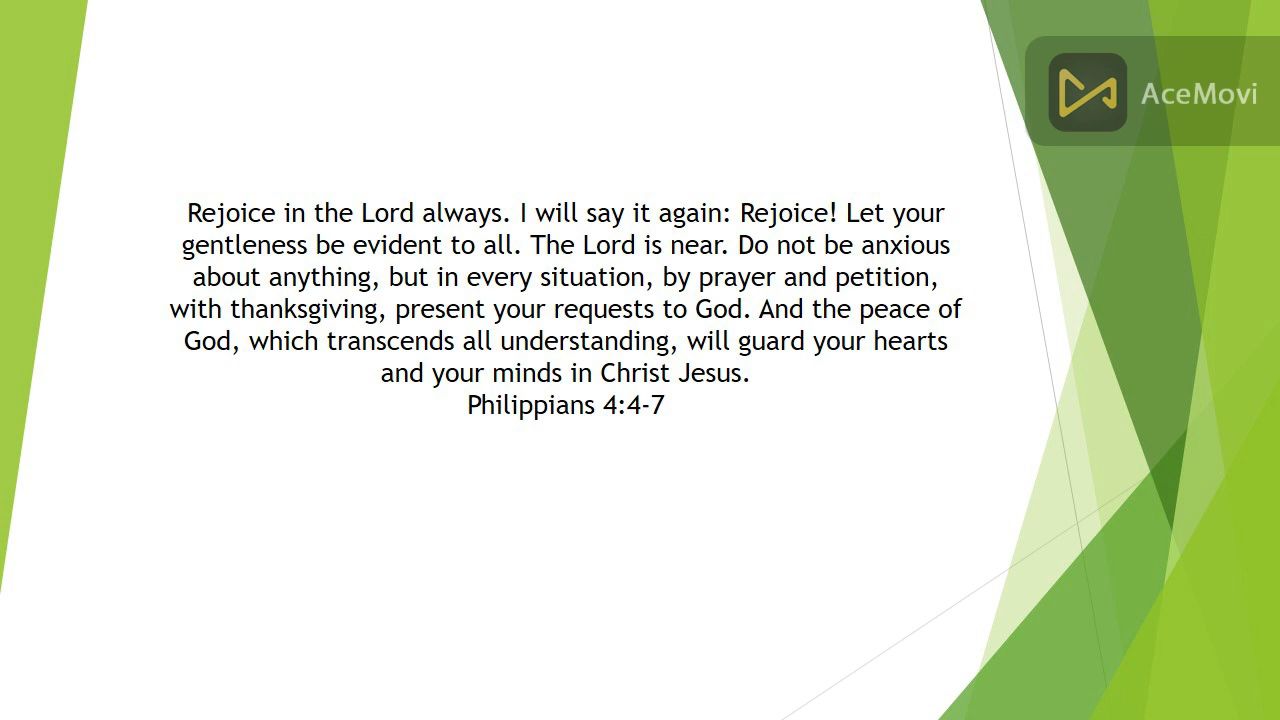 AceMovi
Rejoice in the Lord always. I will say it again: Rejoice! Let your
gentleness be evident to all. The Lord is near. Do not be anxious
about anything, but in every situation, by prayer and petition,
with thanksgiving, present your requests to God. And the peace of
God, which transcends all understanding, will guard your hearts
and your minds in Christ Jesus.
Philippians 4:4-7